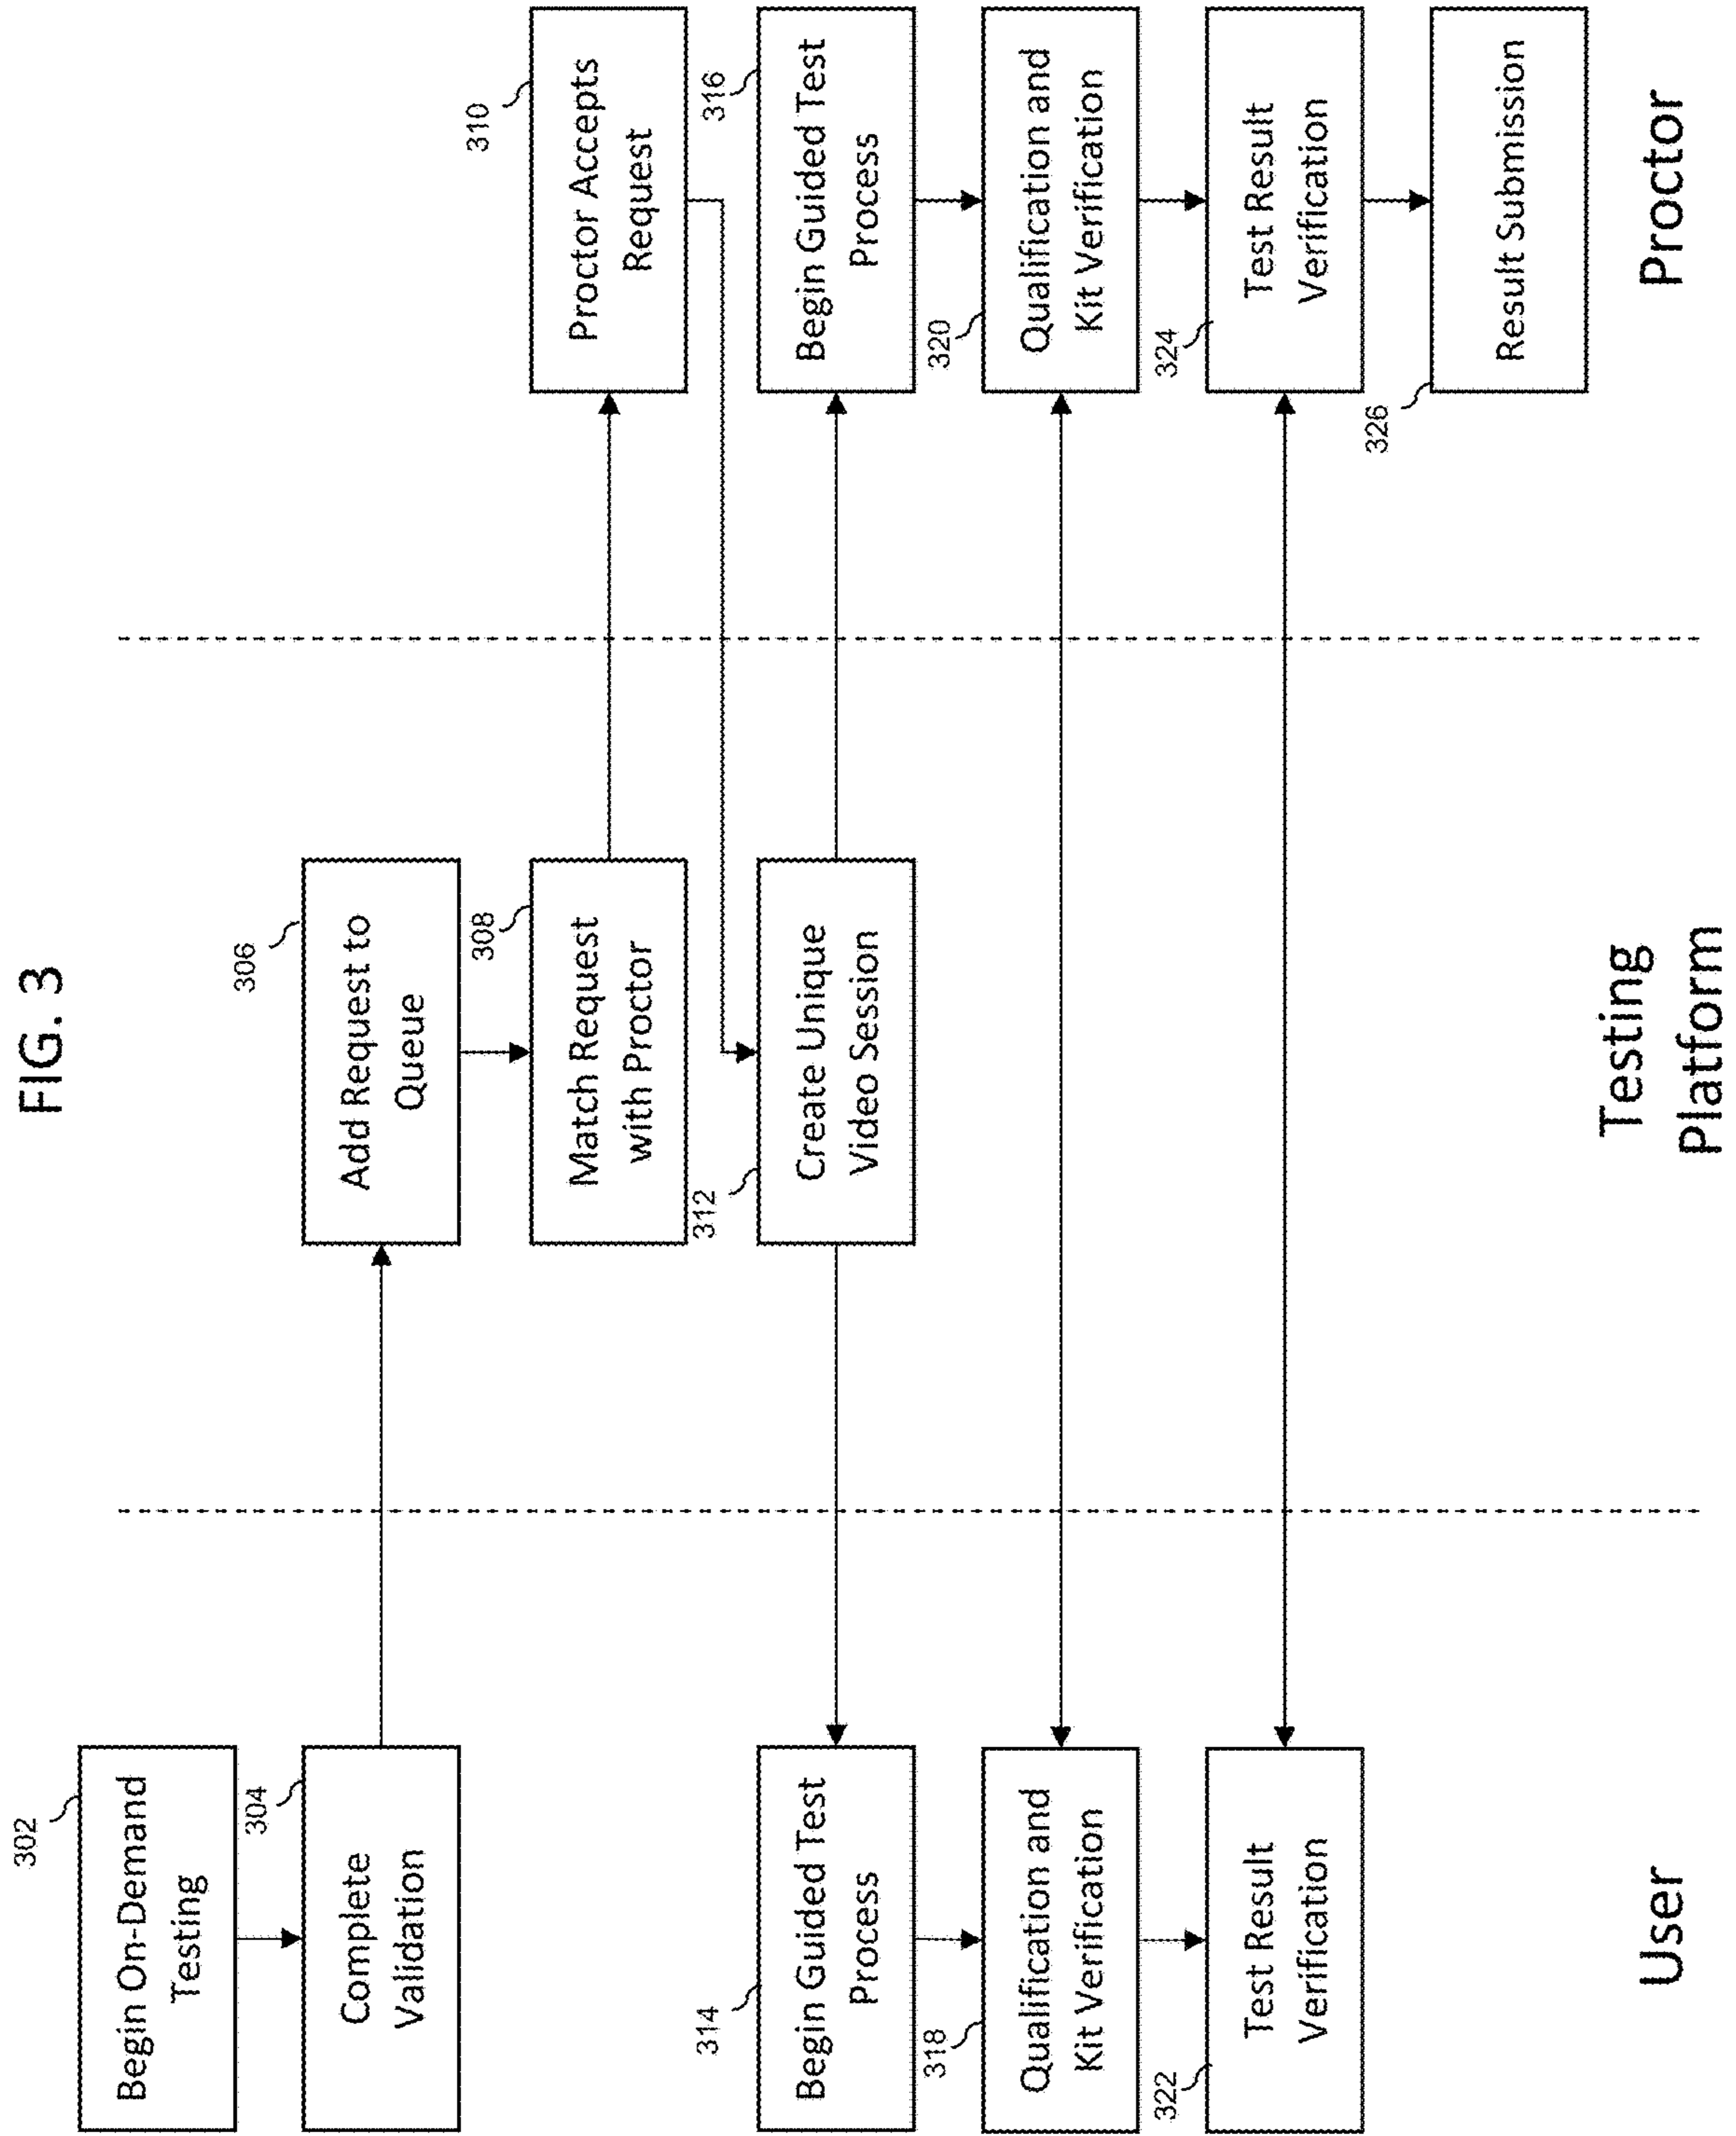 FIG. 3
302
Begin On-Demand
Testing
304
Complete
Validation
306
Add Request to
Queue
308
Match Request
with Proctor
310
Proctor Accepts
Request
312
Create Unique
Video Session
314
Begin Guided Test
Process
316
Begin Guided Test
Process
318
Qualification and
Kit Verification
320
Qualification and
Kit Verification
322
Test Result
Verification
324
Test Result
Verification
326
Result Submission
User
Testing
Platform
Proctor